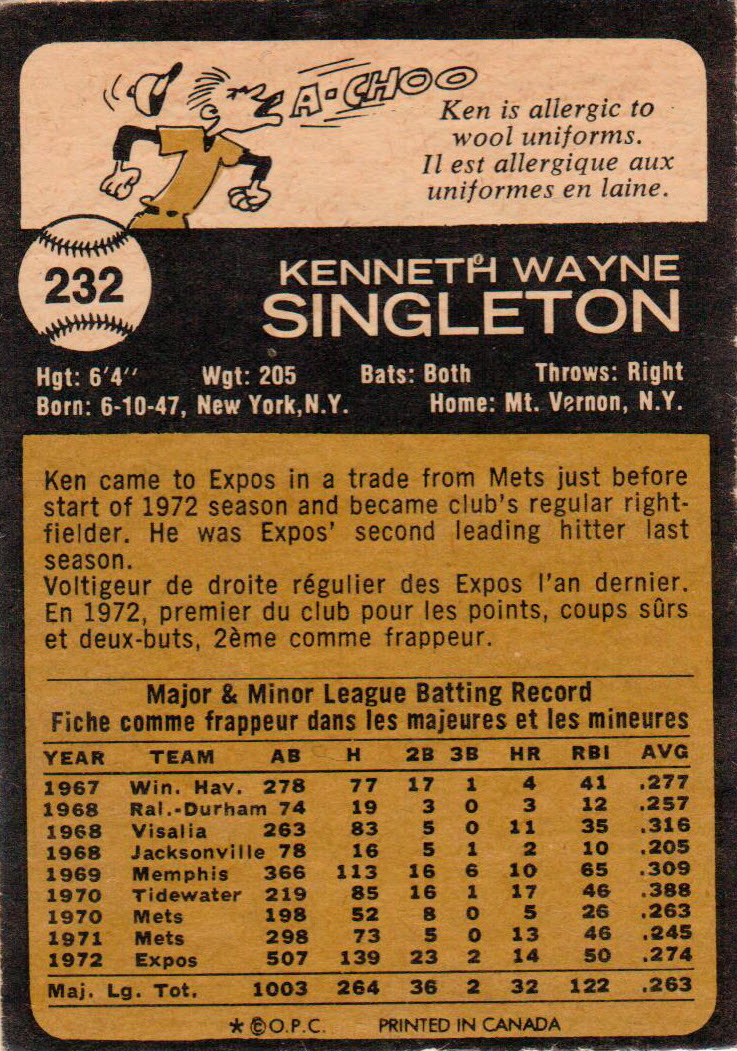 A-CHOO
Ken is allergic to
wool uniforms.
Il est allergique aux
uniformes en laine.
232
KENNETH WAYNE
SINGLETON
Hgt: 6'4'' Wgt: 205 Bats: Both Throws: Right
Born: 6-10-47, New York,N.Y. Home: Mt. Vernon, N.Y.
Ken came to Expos in a trade from Mets just before
start of 1972 season and became club's regular right-
fielder. He was Expos' second leading hitter last
season.
Voltigeur de droite régulier des Expos l'an dernier.
En 1972, premier du club pour les points, coups sûrs
et deux-buts, 2ème comme frappeur.
Major & Minor League Batting Record
Fiche comme frappeur dans les majeures et les mineures
YEAR TEAM AB H 2B 3B HR RBI AVG
1967 Win. Hav. 278 77 17 1 4 41 .277
1968 Ral.-Durham 74 19 3 0 3 12 .257
1968 Visalia 263 83 5 0 11 35 .316
1968 Jacksonville 78 16 5 1 2 10 .205
1969 Memphis 366 113 16 6 10 65 .309
1970 Tidewater 219 85 16 1 17 46 .388
1970 Mets 198 52 8 0 5 26 .263
1971 Mets 298 73 5 0 13 46 .245
1972 Expos 507 139 23 2 14 50 .274
Maj. Lg. Tot. 1003 264 36 2 32 122 .263
* ©O.P.C. PRINTED IN CANADA